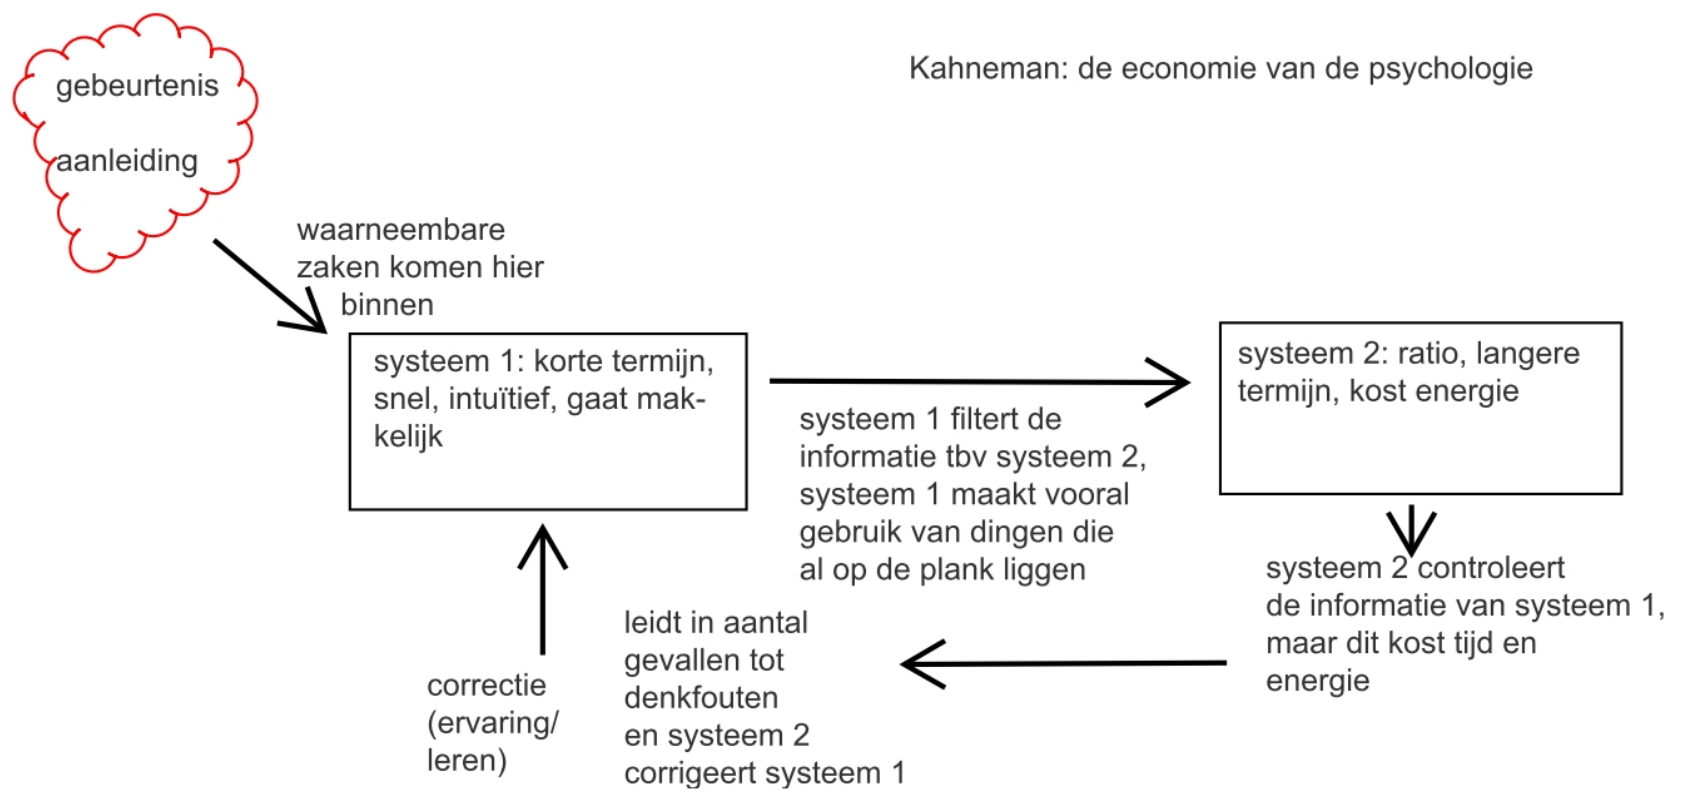 Kahneman: de economie van de psychologie
gebeurtenis
aanleiding
waarneembare
zaken komen hier
binnen
systeem 1: korte termijn,
snel, intuïtief, gaat mak-
kelijk
systeem 1 filtert de
informatie tbv systeem 2,
systeem 1 maakt vooral
gebruik van dingen die
al op de plank liggen
systeem 2: ratio, langere
termijn, kost energie
systeem 2 controleert
de informatie van systeem 1,
maar dit kost tijd en
energie
leidt in aantal
gevallen tot
denkfouten
en systeem 2
corrigeert systeem 1
correctie
(ervaring/
leren)